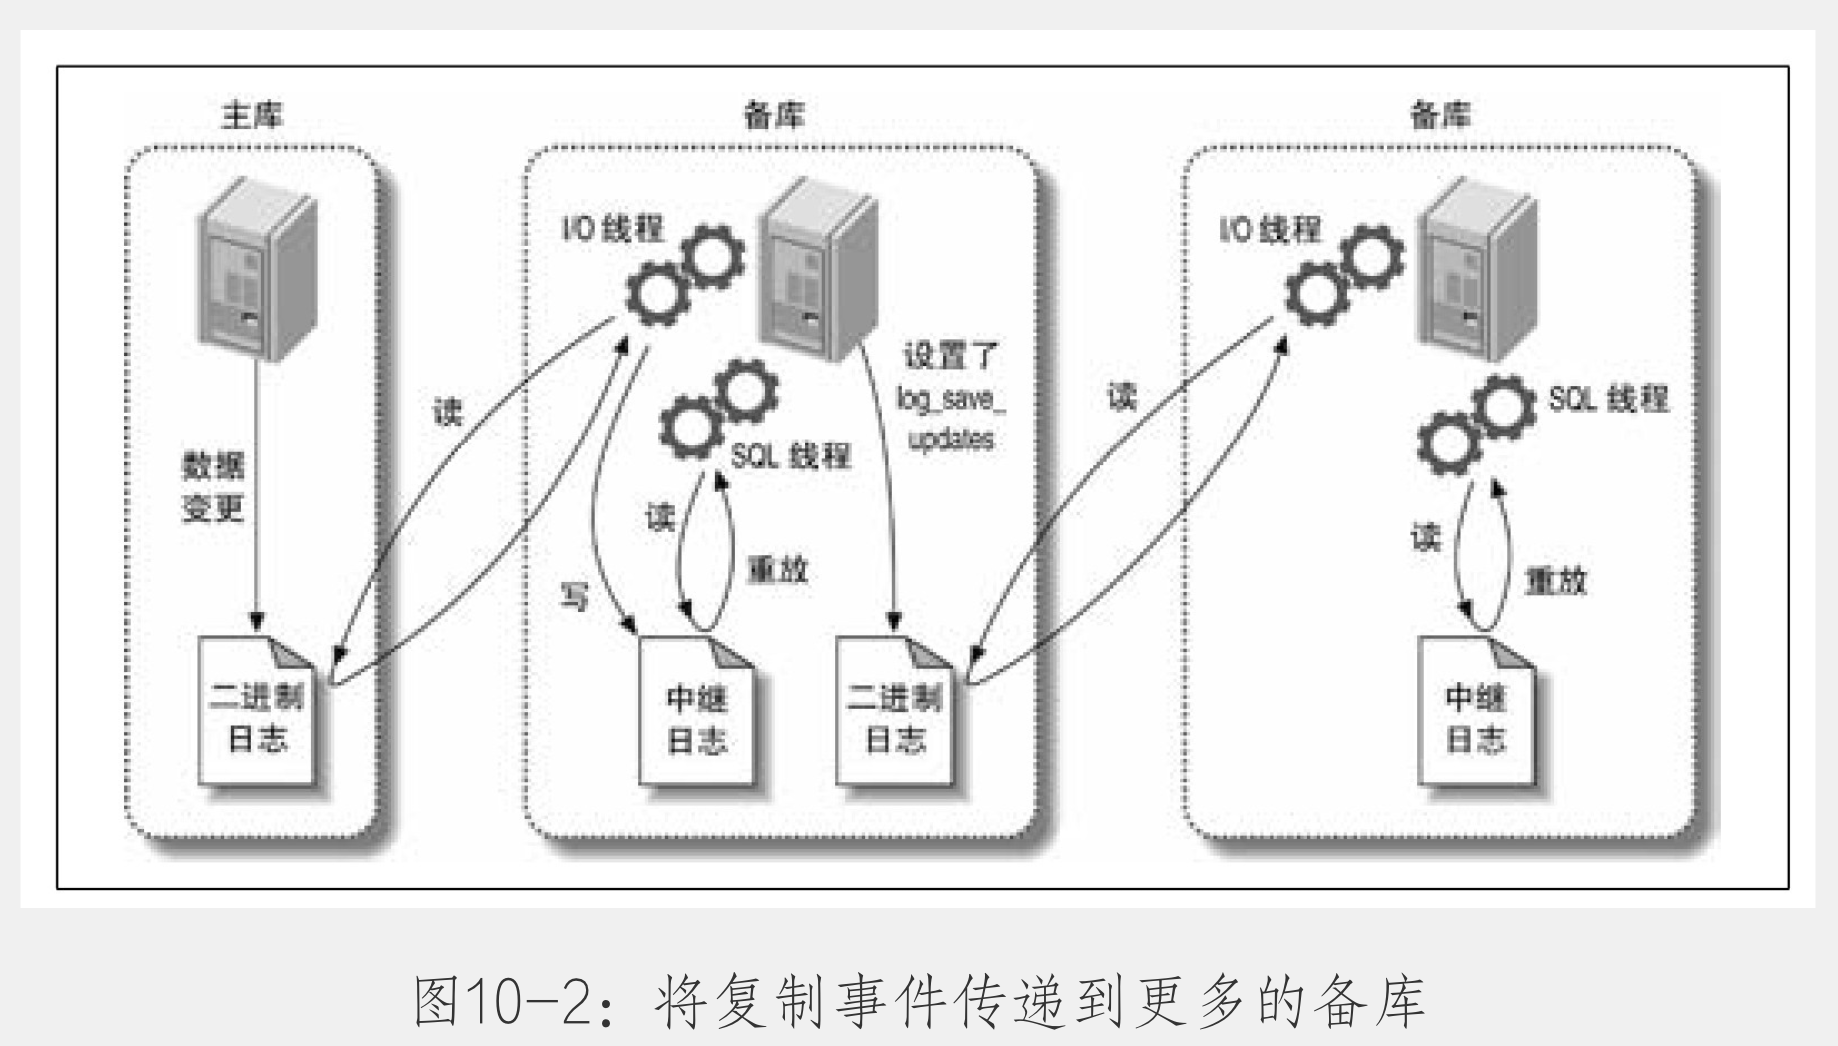 主库
数据
变更
二进制
日志
读
备库
I/O 线程
SQL 线程
读
重放
写
中继
日志
设置了
log_save_
updates
二进制
日志
读
备库
I/O 线程
SQL 线程
读
重放
中继
日志
图10-2：将复制事件传递到更多的备库